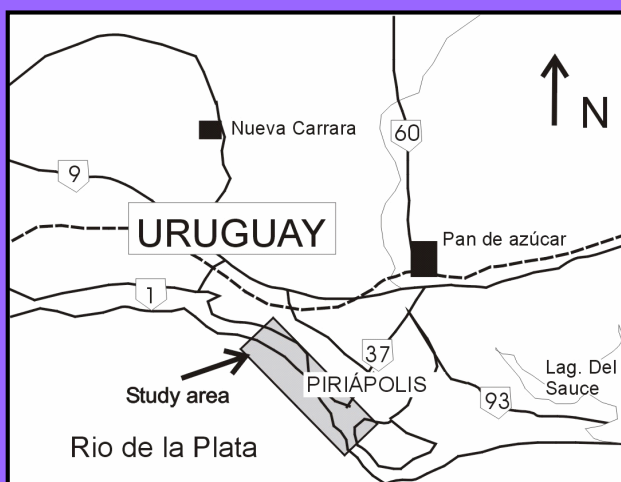 N
Nueva Carrara
60
9
URUGUAY
Pan de azúcar
1
37
Lag. Del
Sauce
PIRIÁPOLIS
Study area
93
Rio de la Plata